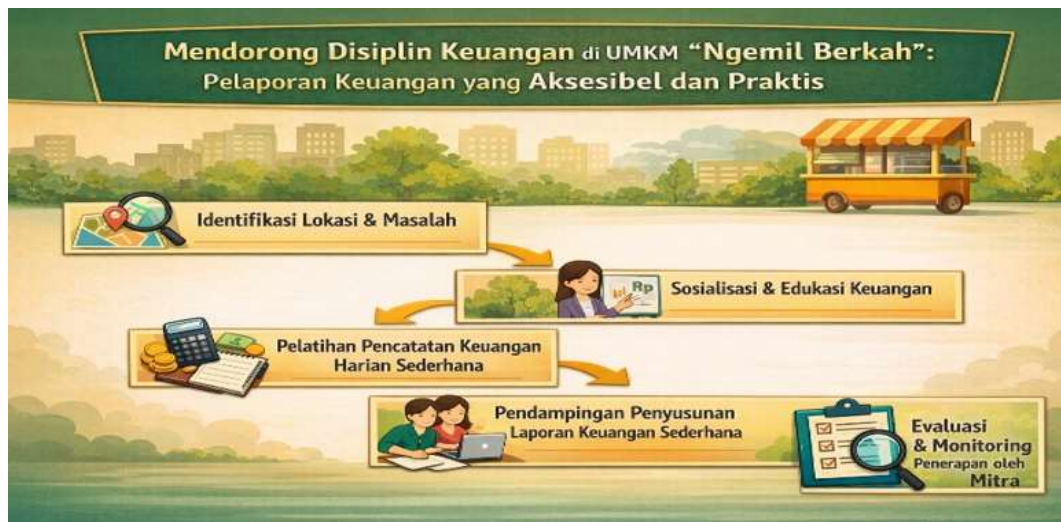 Mendorong Disiplin Keuangan di UMKM “Ngemil Berkah”:
Pelaporan Keuangan yang Aksesibel dan Praktis
Identifikasi Lokasi & Masalah
Rp
Sosialisasi & Edukasi Keuangan
Pelatihan Pencatatan Keuangan
Harian Sederhana
Pendampingan Penyusunan
Laporan Keuangan Sederhana
Evaluasi
& Monitoring
Penerapan oleh
Mitra